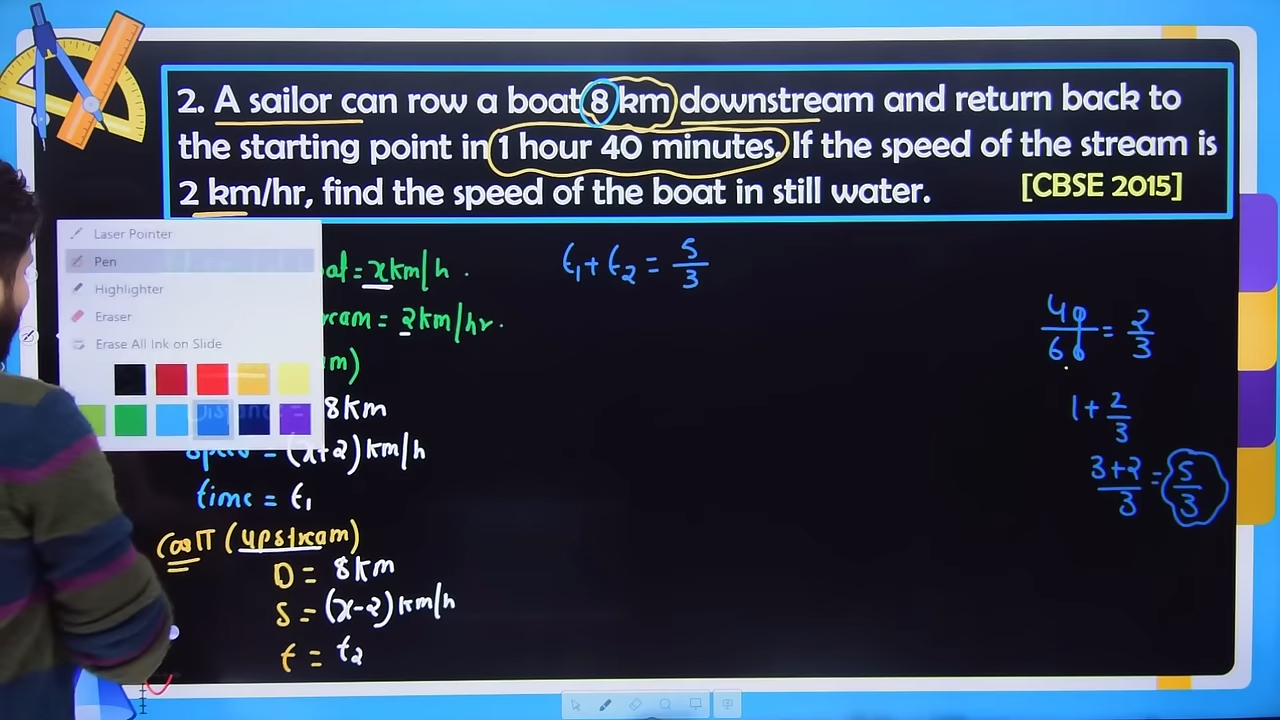 2. A sailor can row a boat 8 km downstream and return back to
the starting point in 1 hour 40 minutes. If the speed of the stream is
2 km/hr, find the speed of the boat in still water. [CBSE 2015]
Laser Pointer
Pen
Highlighter
Eraser
Erase All Ink on Slide
= x km/h.
= 2 km/hr.
m)
Distance = 8 km
speed = (x+2) km/h
time = t₁
(upstream)
D = 8 km
S = (x-2) km/h
t = t₂
t₁ + t₂ = 5/3
40/60 = 2/3
1 + 2/3
3+2/3 = 5/3